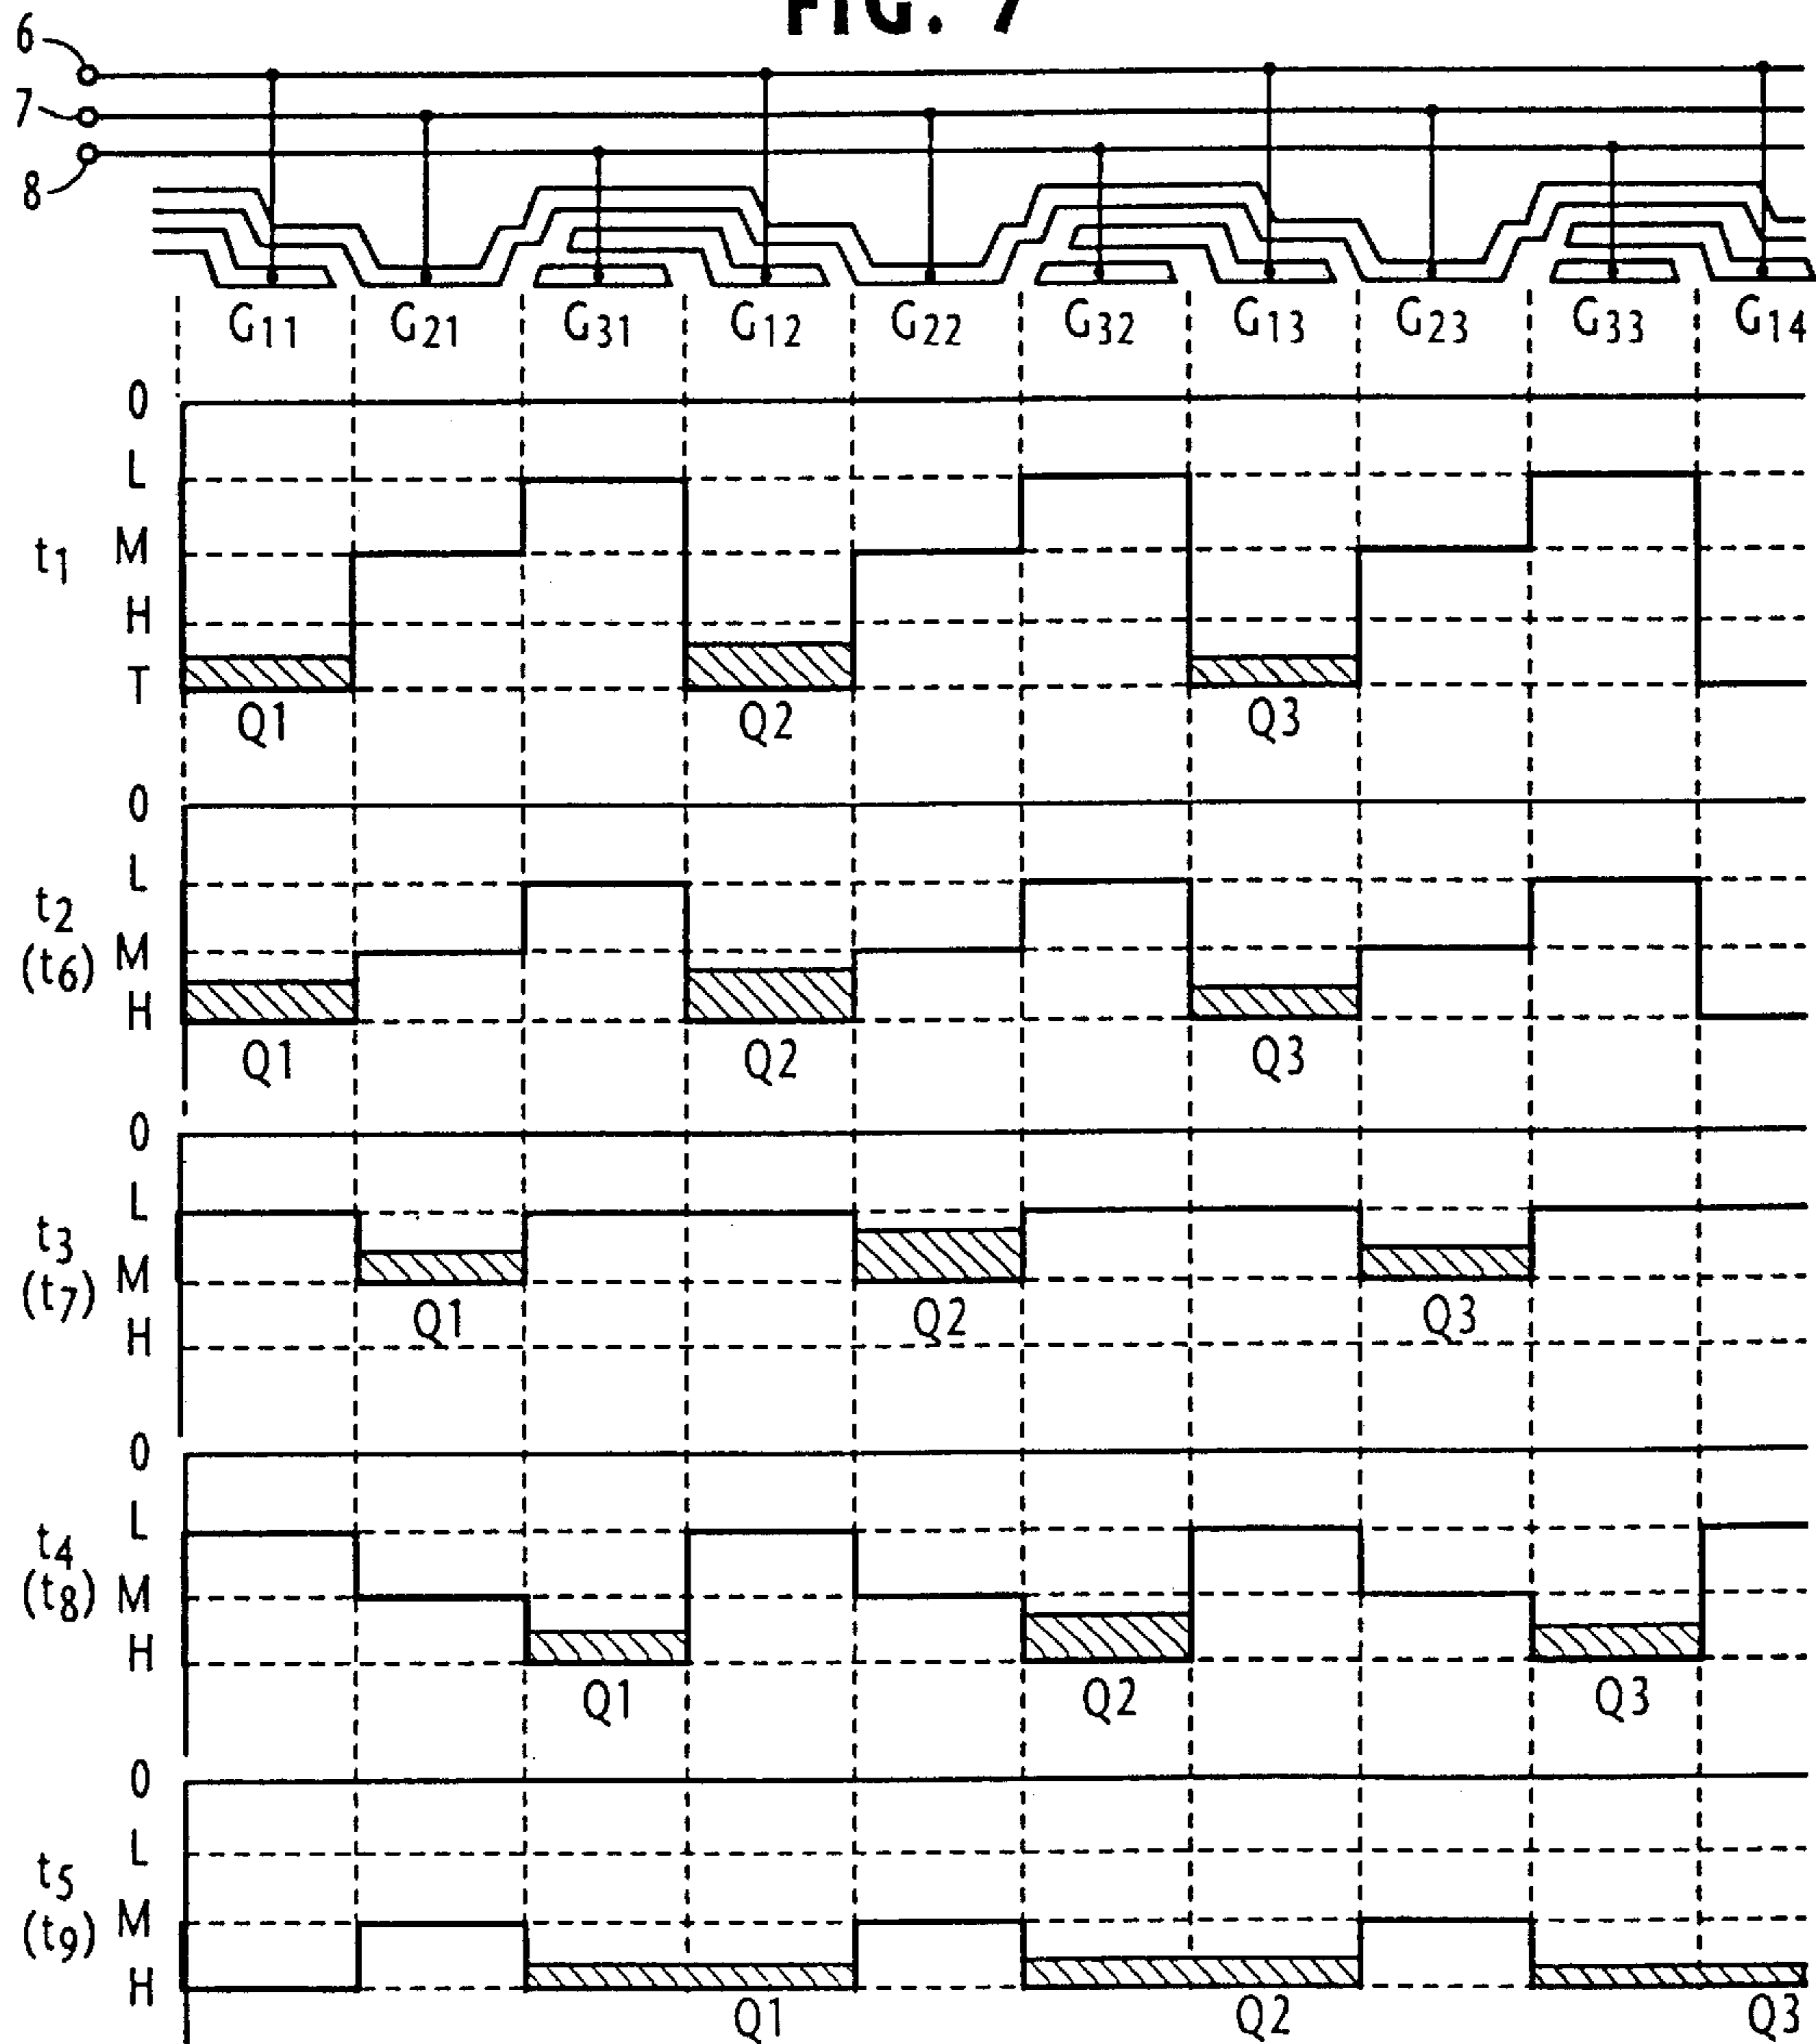 FIG. 7
6
7
8
G11 G21 G31 G12 G22 G32 G13 G23 G33 G14
0
L
t1 M
H
T
Q1 Q2 Q3
0
L
t2
(t6) M
H
Q1 Q2 Q3
0
L
t3
(t7) M
H
Q1 Q2 Q3
0
L
t4
(t8) M
H
Q1 Q2 Q3
0
L
t5
(t9) M
H
Q1 Q2 Q3